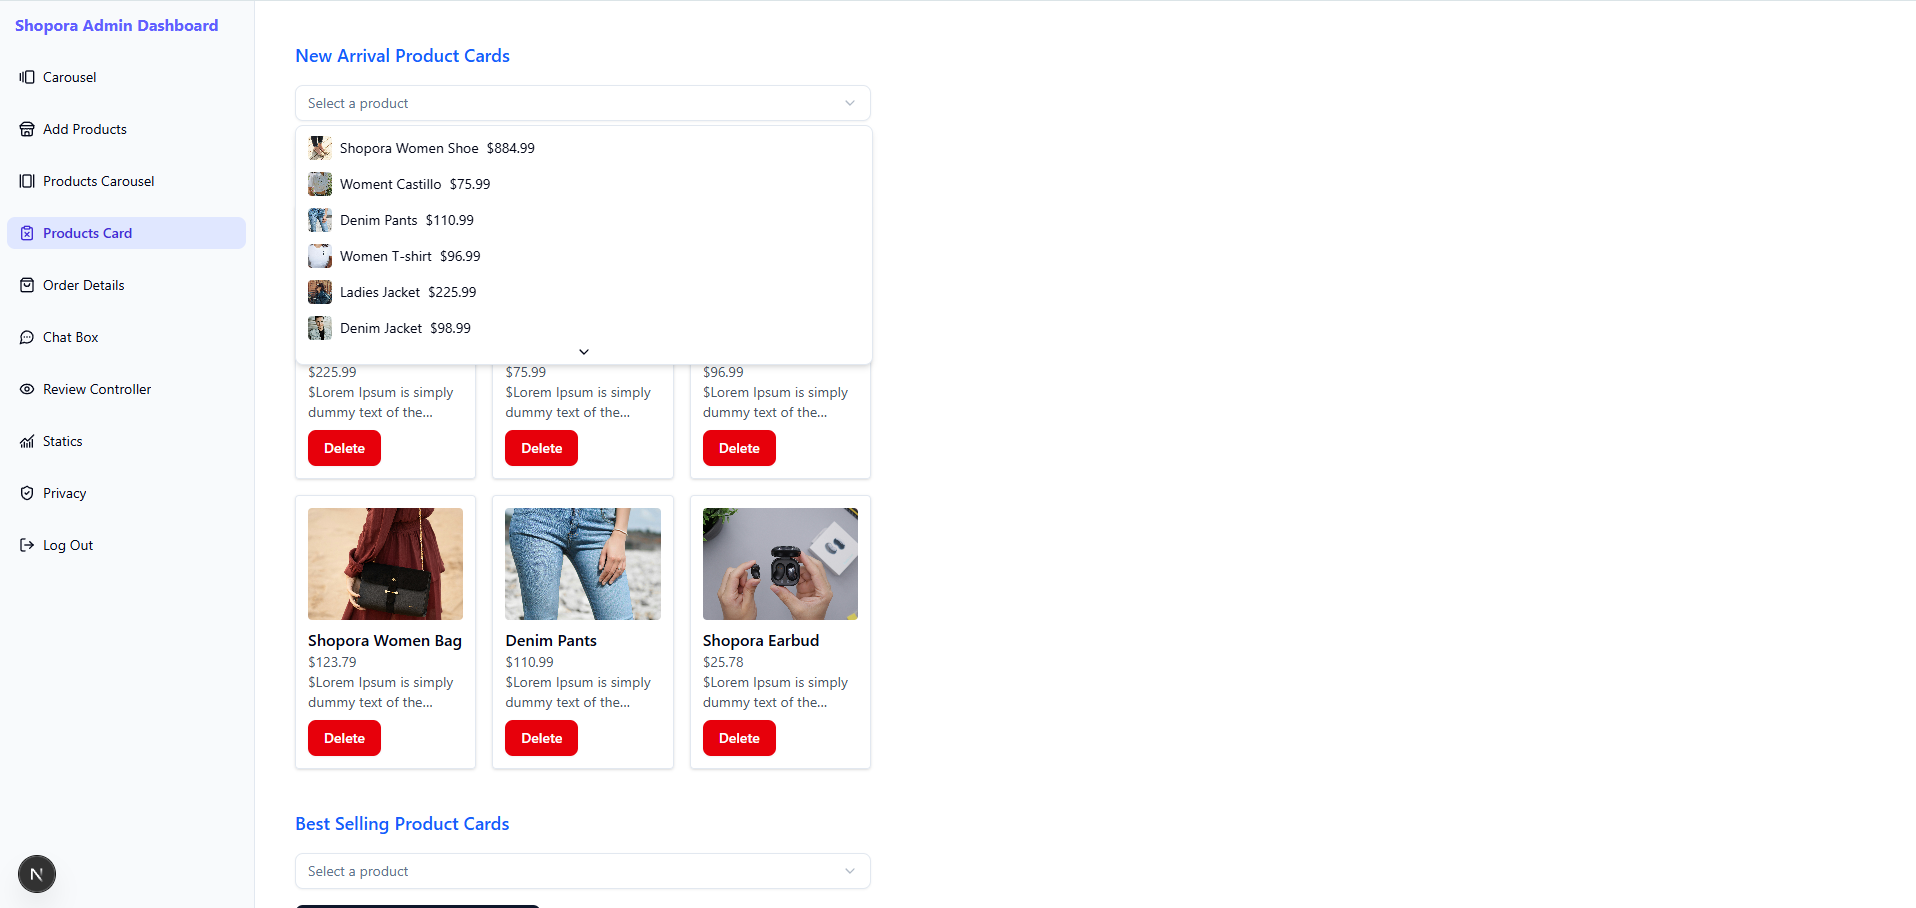 Shopora Admin Dashboard
Carousel
Add Products
Products Carousel
Products Card
Order Details
Chat Box
Review Controller
Statics
Privacy
Log Out
N
New Arrival Product Cards
Select a product
Shopora Women Shoe $884.99
Woment Castillo $75.99
Denim Pants $110.99
Women T-shirt $96.99
Ladies Jacket $225.99
Denim Jacket $98.99
$225.99
$Lorem Ipsum is simply
dummy text of the...
Delete
$75.99
$Lorem Ipsum is simply
dummy text of the...
Delete
$96.99
$Lorem Ipsum is simply
dummy text of the...
Delete
Shopora Women Bag
$123.79
$Lorem Ipsum is simply
dummy text of the...
Delete
Denim Pants
$110.99
$Lorem Ipsum is simply
dummy text of the...
Delete
Shopora Earbud
$25.78
$Lorem Ipsum is simply
dummy text of the...
Delete
Best Selling Product Cards
Select a product